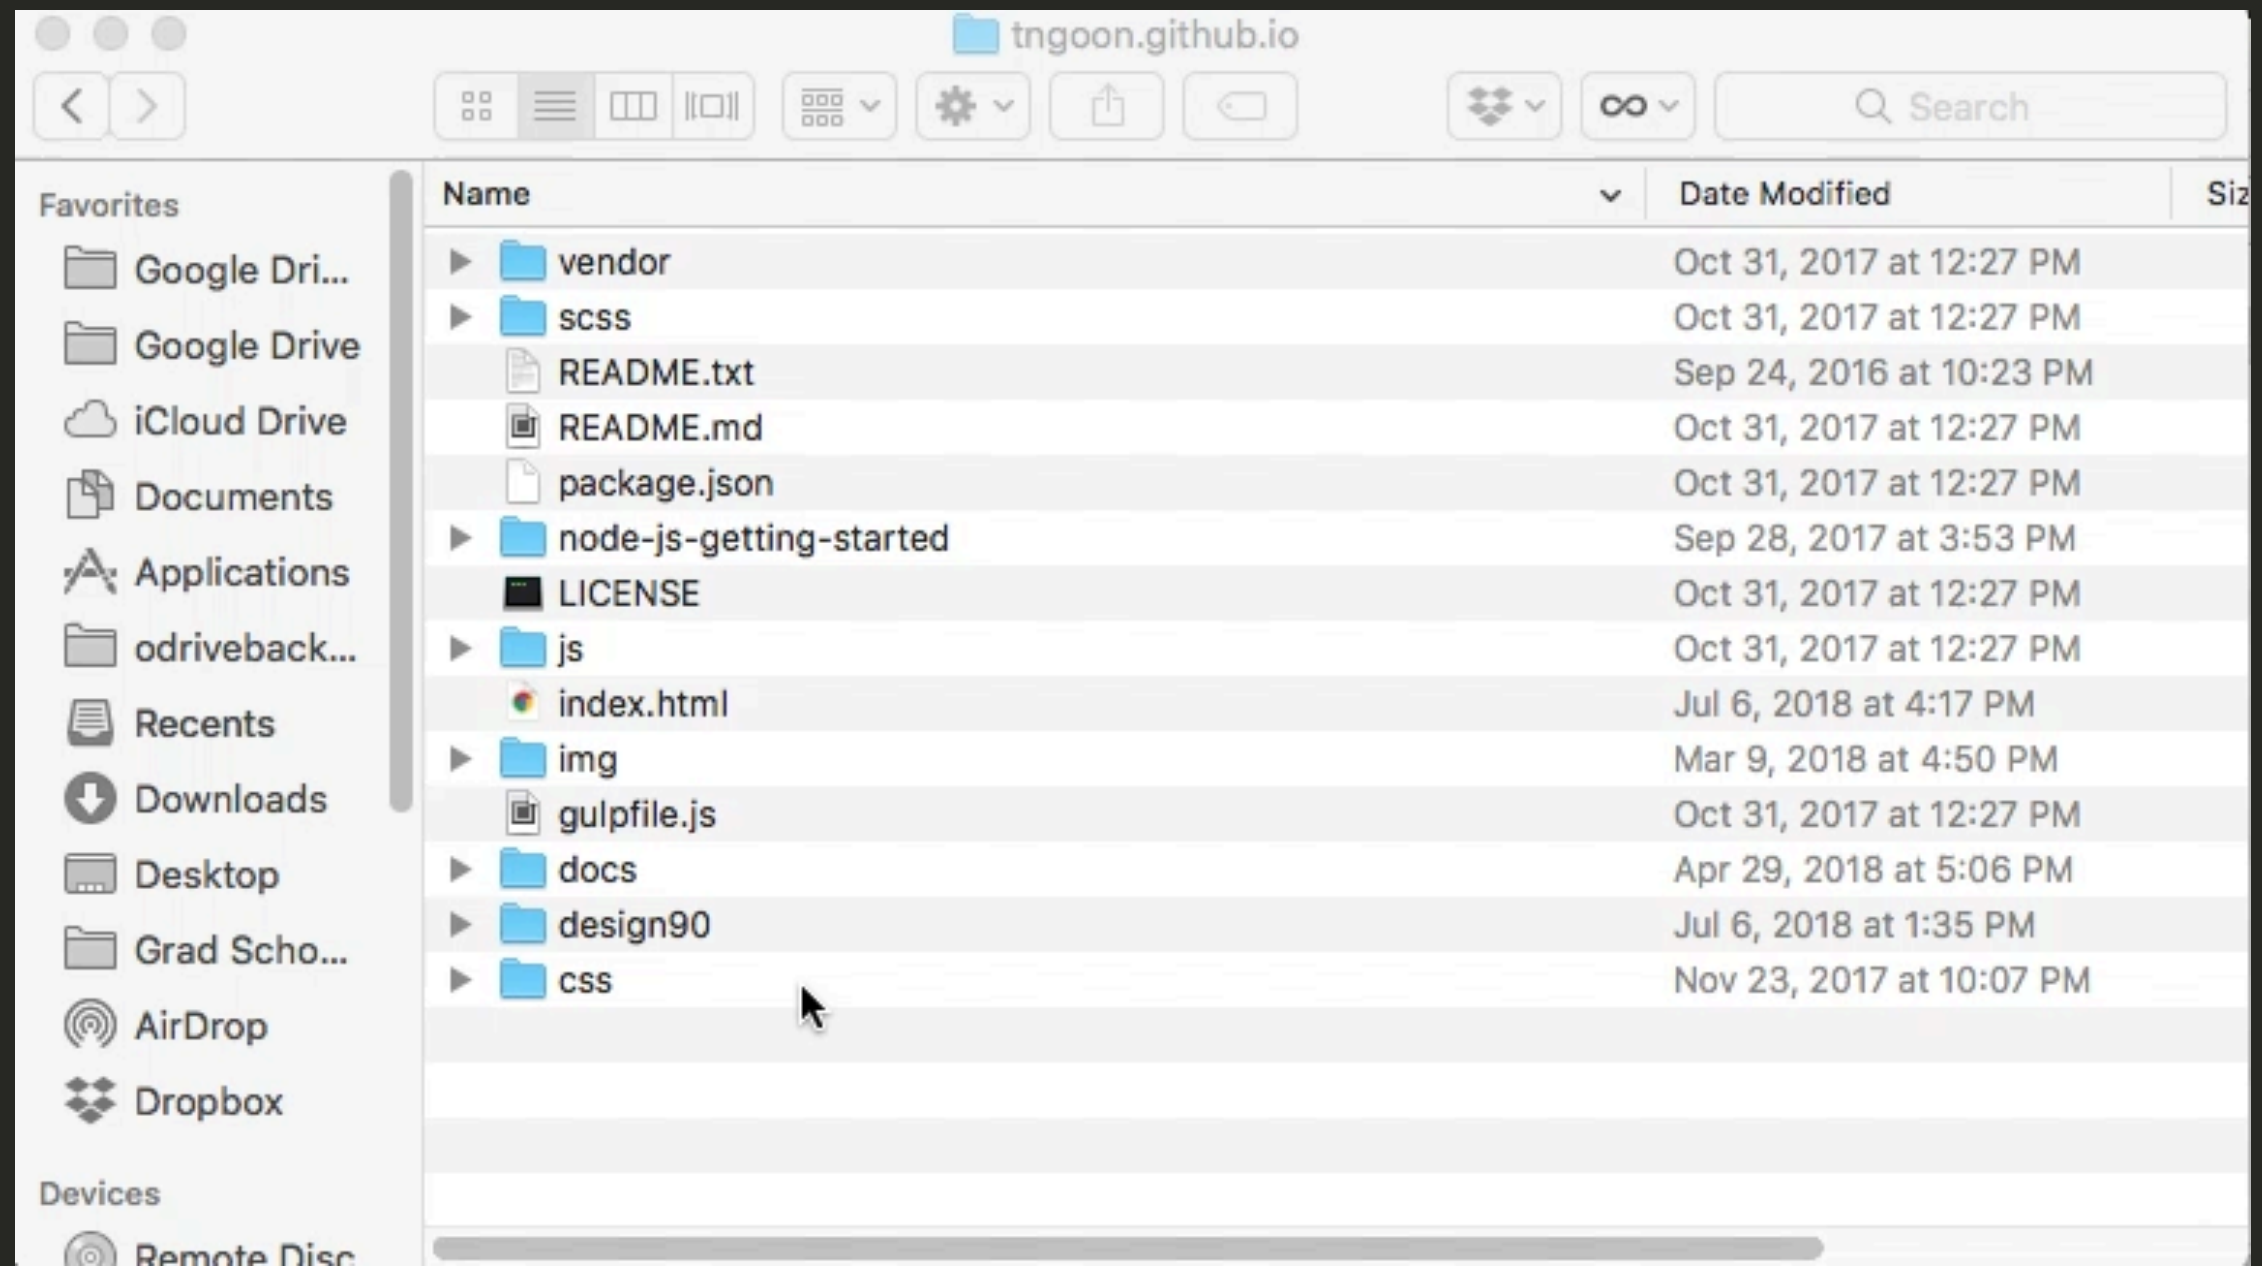 tngoon.github.io
Search
Favorites
Google Dri...
Google Drive
iCloud Drive
Documents
Applications
odriveback...
Recents
Downloads
Desktop
Grad Scho...
AirDrop
Dropbox
Devices
Remote Disc
Name Date Modified Siz
vendor Oct 31, 2017 at 12:27 PM
scss Oct 31, 2017 at 12:27 PM
README.txt Sep 24, 2016 at 10:23 PM
README.md Oct 31, 2017 at 12:27 PM
package.json Oct 31, 2017 at 12:27 PM
node-js-getting-started Sep 28, 2017 at 3:53 PM
LICENSE Oct 31, 2017 at 12:27 PM
js Oct 31, 2017 at 12:27 PM
index.html Jul 6, 2018 at 4:17 PM
img Mar 9, 2018 at 4:50 PM
gulpfile.js Oct 31, 2017 at 12:27 PM
docs Apr 29, 2018 at 5:06 PM
design90 Jul 6, 2018 at 1:35 PM
css Nov 23, 2017 at 10:07 PM